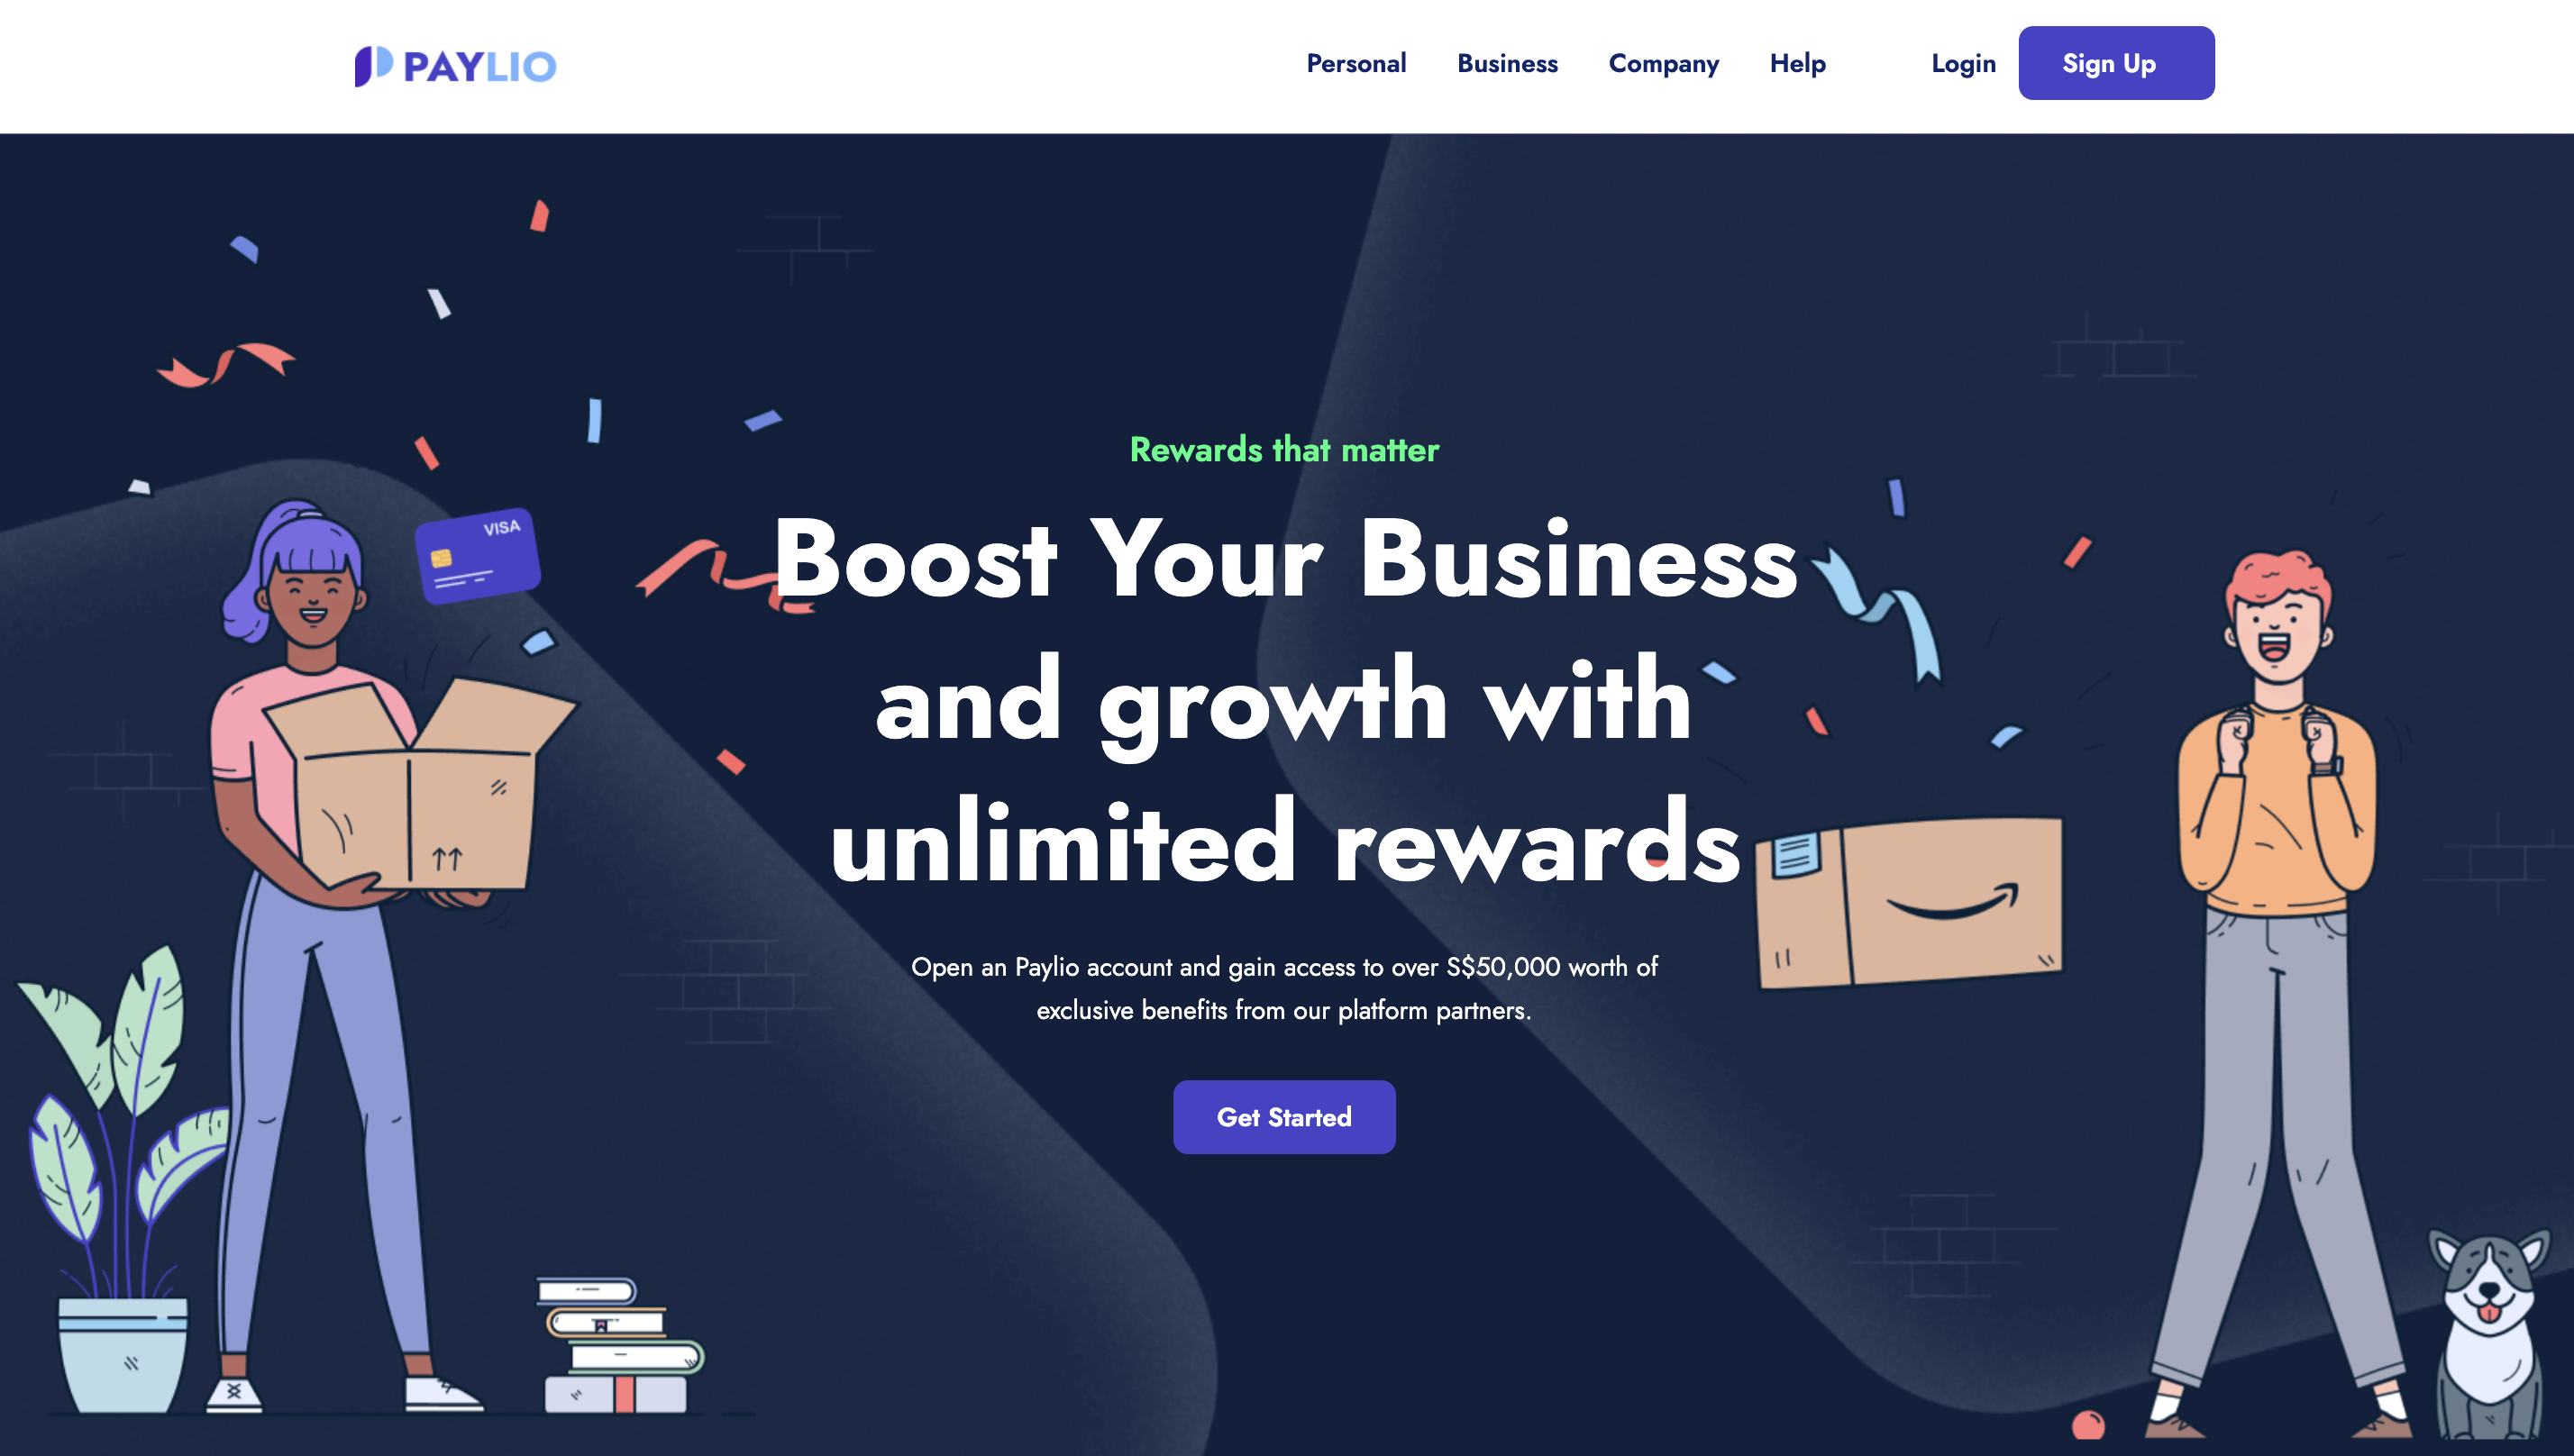 PAYLIO
Personal Business Company Help Login Sign Up
Rewards that matter
VISA
Boost Your Business
and growth with
unlimited rewards
Open an Paylio account and gain access to over S$50,000 worth of
exclusive benefits from our platform partners.
Get Started